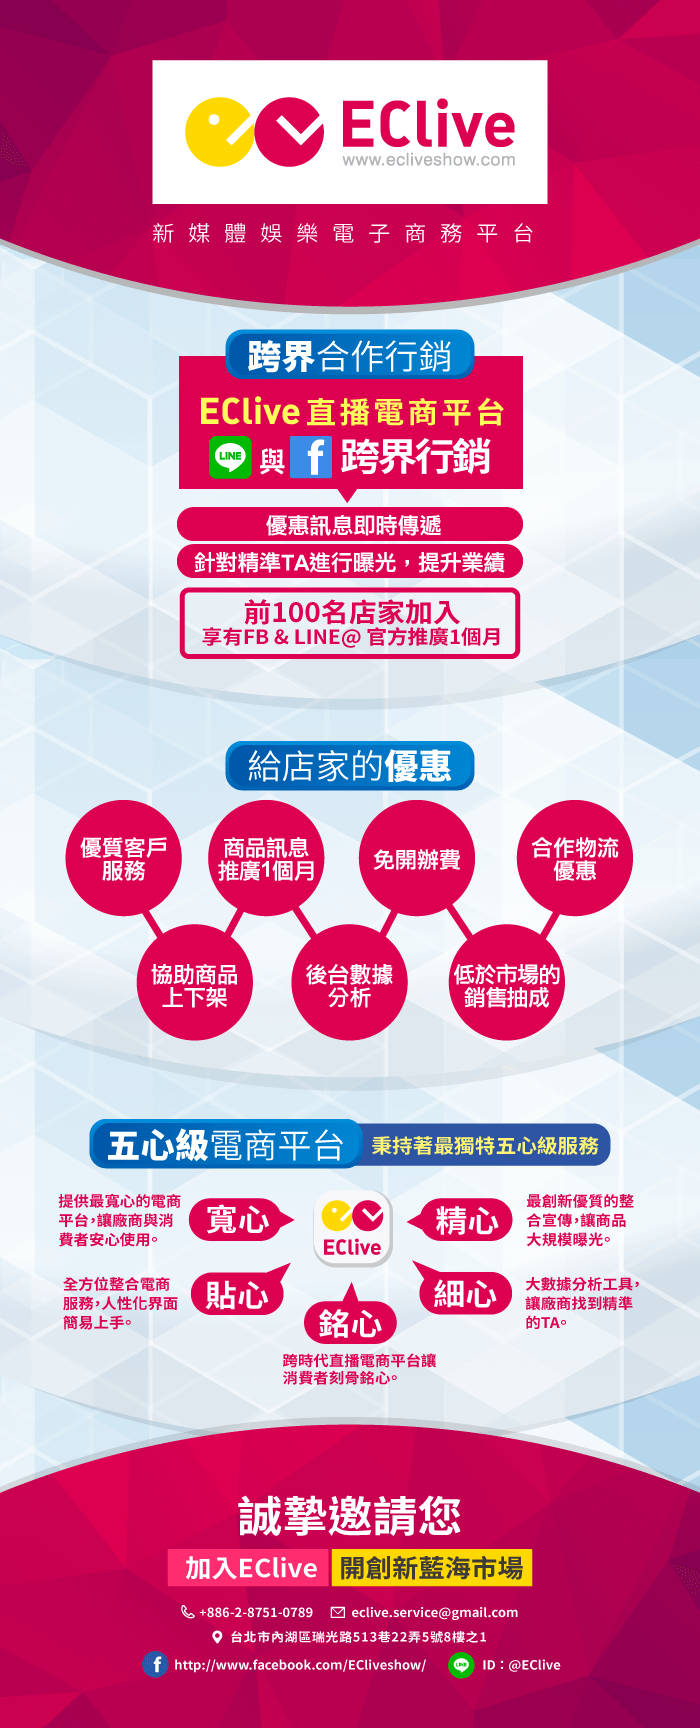 EClive
www.ecliveshow.com
新媒體娛樂電子商務平台
跨界合作行銷
EClive直播電商平台
LINE 與 f 跨界行銷
優惠訊息即時傳遞
針對精準TA進行曝光，提升業績
前100名店家加入
享有FB & LINE@ 官方推廣1個月
給店家的優惠
優質客戶
服務
商品訊息
推廣1個月
免開辦費
合作物流
優惠
協助商品
上下架
後台數據
分析
低於市場的
銷售抽成
五心級電商平台
秉持著最獨特五心級服務
提供最寬心的電商
平台，讓廠商與消
費者安心使用。
寬心
EClive
精心
最創新優質的整
合宣傳，讓商品
大規模曝光。
全方位整合電商
服務，人性化界面
簡易上手。
貼心
銘心
細心
大數據分析工具，
讓廠商找到精準
的TA。
跨時代直播電商平台讓
消費者刻骨銘心。
誠摯邀請您
加入EClive 開創新藍海市場
+886-2-8751-0789 eclive.service@gmail.com
台北市內湖區瑞光路513巷22弄5號8樓之1
f http://www.facebook.com/ECliveshow/ LINE ID：@EClive